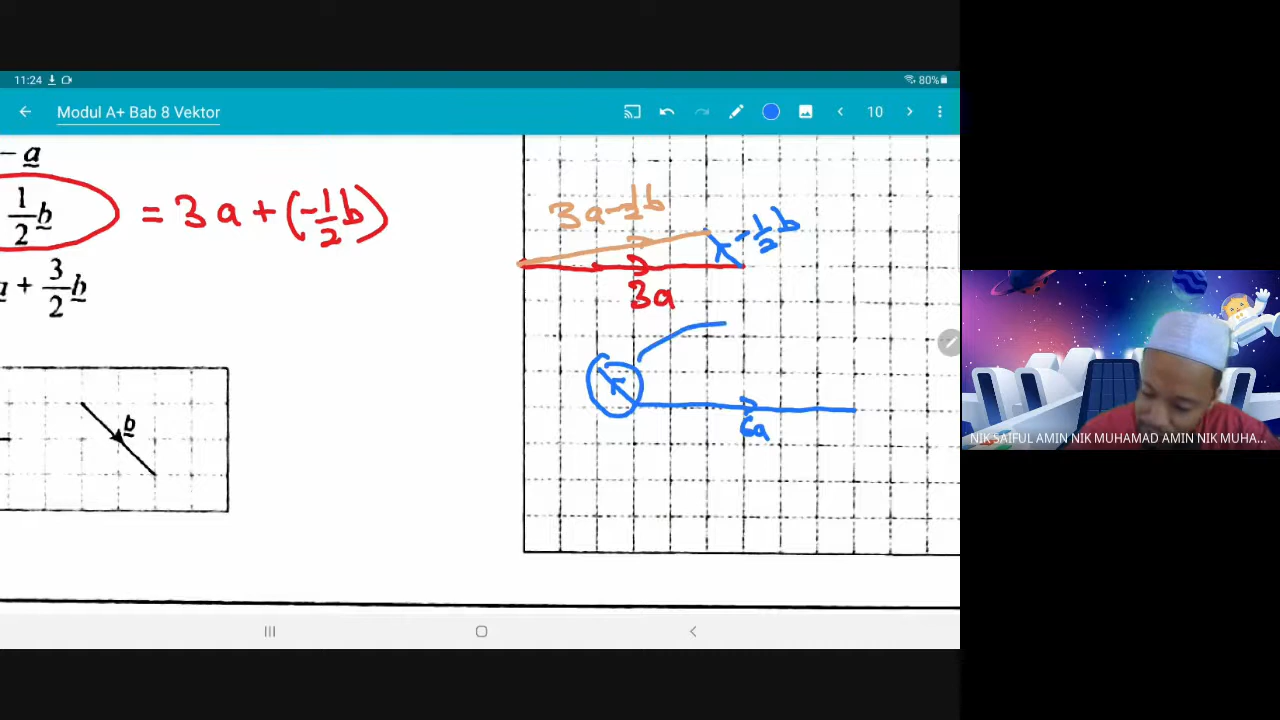 11:24
80%
Modul A+ Bab 8 Vektor
10
– a
1/2 b = 3a + (-1/2 b)
a + 3/2 b
b
3a - 1/2 b
-1/2 b
3a
6a
NIK SAIFUL AMIN NIK MUHAMAD AMIN NIK MUHA...